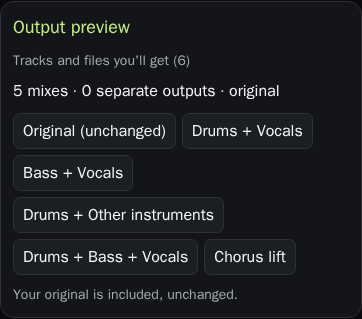 Output preview
Tracks and files you'll get (6)
5 mixes · 0 separate outputs · original
Original (unchanged) Drums + Vocals
Bass + Vocals
Drums + Other instruments
Drums + Bass + Vocals Chorus lift
Your original is included, unchanged.